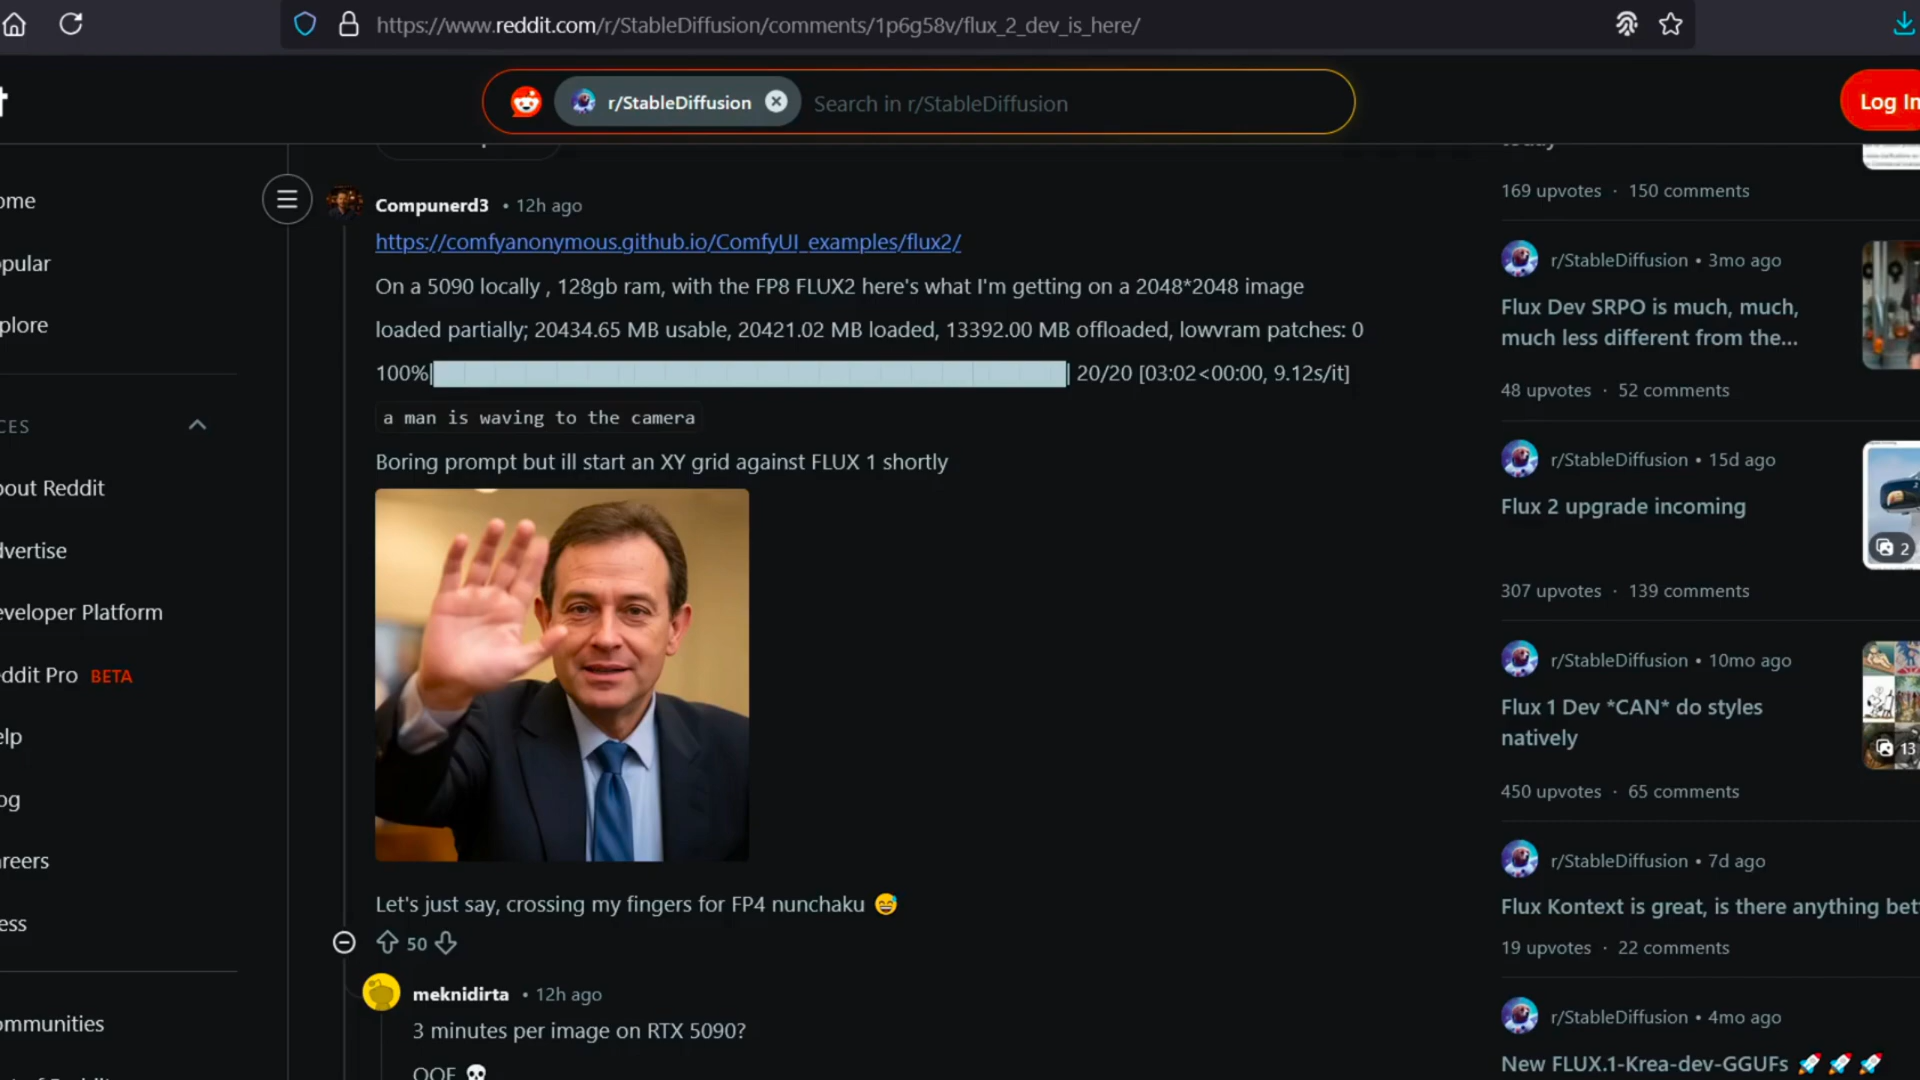 https://www.reddit.com/r/StableDiffusion/comments/1p6g58v/flux_2_dev_is_here/
t
r/StableDiffusion
Search in r/StableDiffusion
Log In
ome
opular
plore
CES
bout Reddit
dvertise
eveloper Platform
ddit Pro BETA
elp
og
reers
ess
ommunities
Compunerd3 • 12h ago
https://comfyanonymous.github.io/ComfyUI_examples/flux2/
On a 5090 locally , 128gb ram, with the FP8 FLUX2 here's what I'm getting on a 2048*2048 image
loaded partially; 20434.65 MB usable, 20421.02 MB loaded, 13392.00 MB offloaded, lowvram patches: 0
100%| | 20/20 [03:02<00:00, 9.12s/it]
a man is waving to the camera
Boring prompt but ill start an XY grid against FLUX 1 shortly
Let's just say, crossing my fingers for FP4 nunchaku 😅
50
meknidirta • 12h ago
3 minutes per image on RTX 5090?
OOF 💀
today
169 upvotes · 150 comments
r/StableDiffusion • 3mo ago
Flux Dev SRPO is much, much,
much less different from the...
48 upvotes · 52 comments
r/StableDiffusion • 15d ago
Flux 2 upgrade incoming
2
307 upvotes · 139 comments
r/StableDiffusion • 10mo ago
Flux 1 Dev *CAN* do styles
natively
13
450 upvotes · 65 comments
r/StableDiffusion • 7d ago
Flux Kontext is great, is there anything bet
19 upvotes · 22 comments
r/StableDiffusion • 4mo ago
New FLUX.1-Krea-dev-GGUFs 🚀🚀🚀